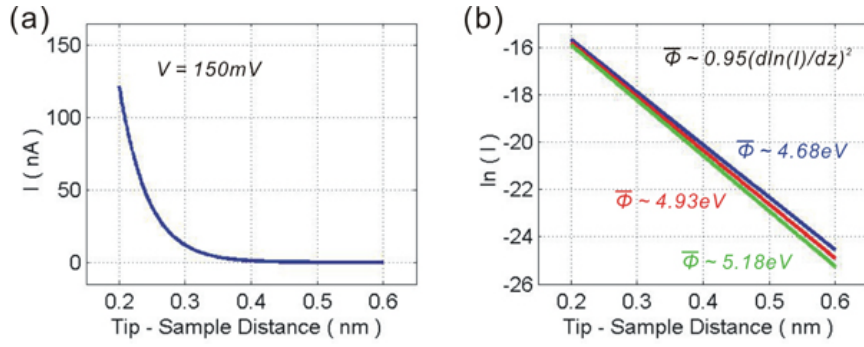 (a)
150
100
50
0
I ( nA )
V = 150mV
0.2 0.3 0.4 0.5 0.6
Tip - Sample Distance ( nm )
(b)
-16
-18
-20
-22
-24
-26
ln ( I )
Φ̅ ~ 0.95(dln(I)/dz)²
Φ̅ ~ 4.68eV
Φ̅ ~ 4.93eV
Φ̅ ~ 5.18eV
0.2 0.3 0.4 0.5 0.6
Tip - Sample Distance ( nm )